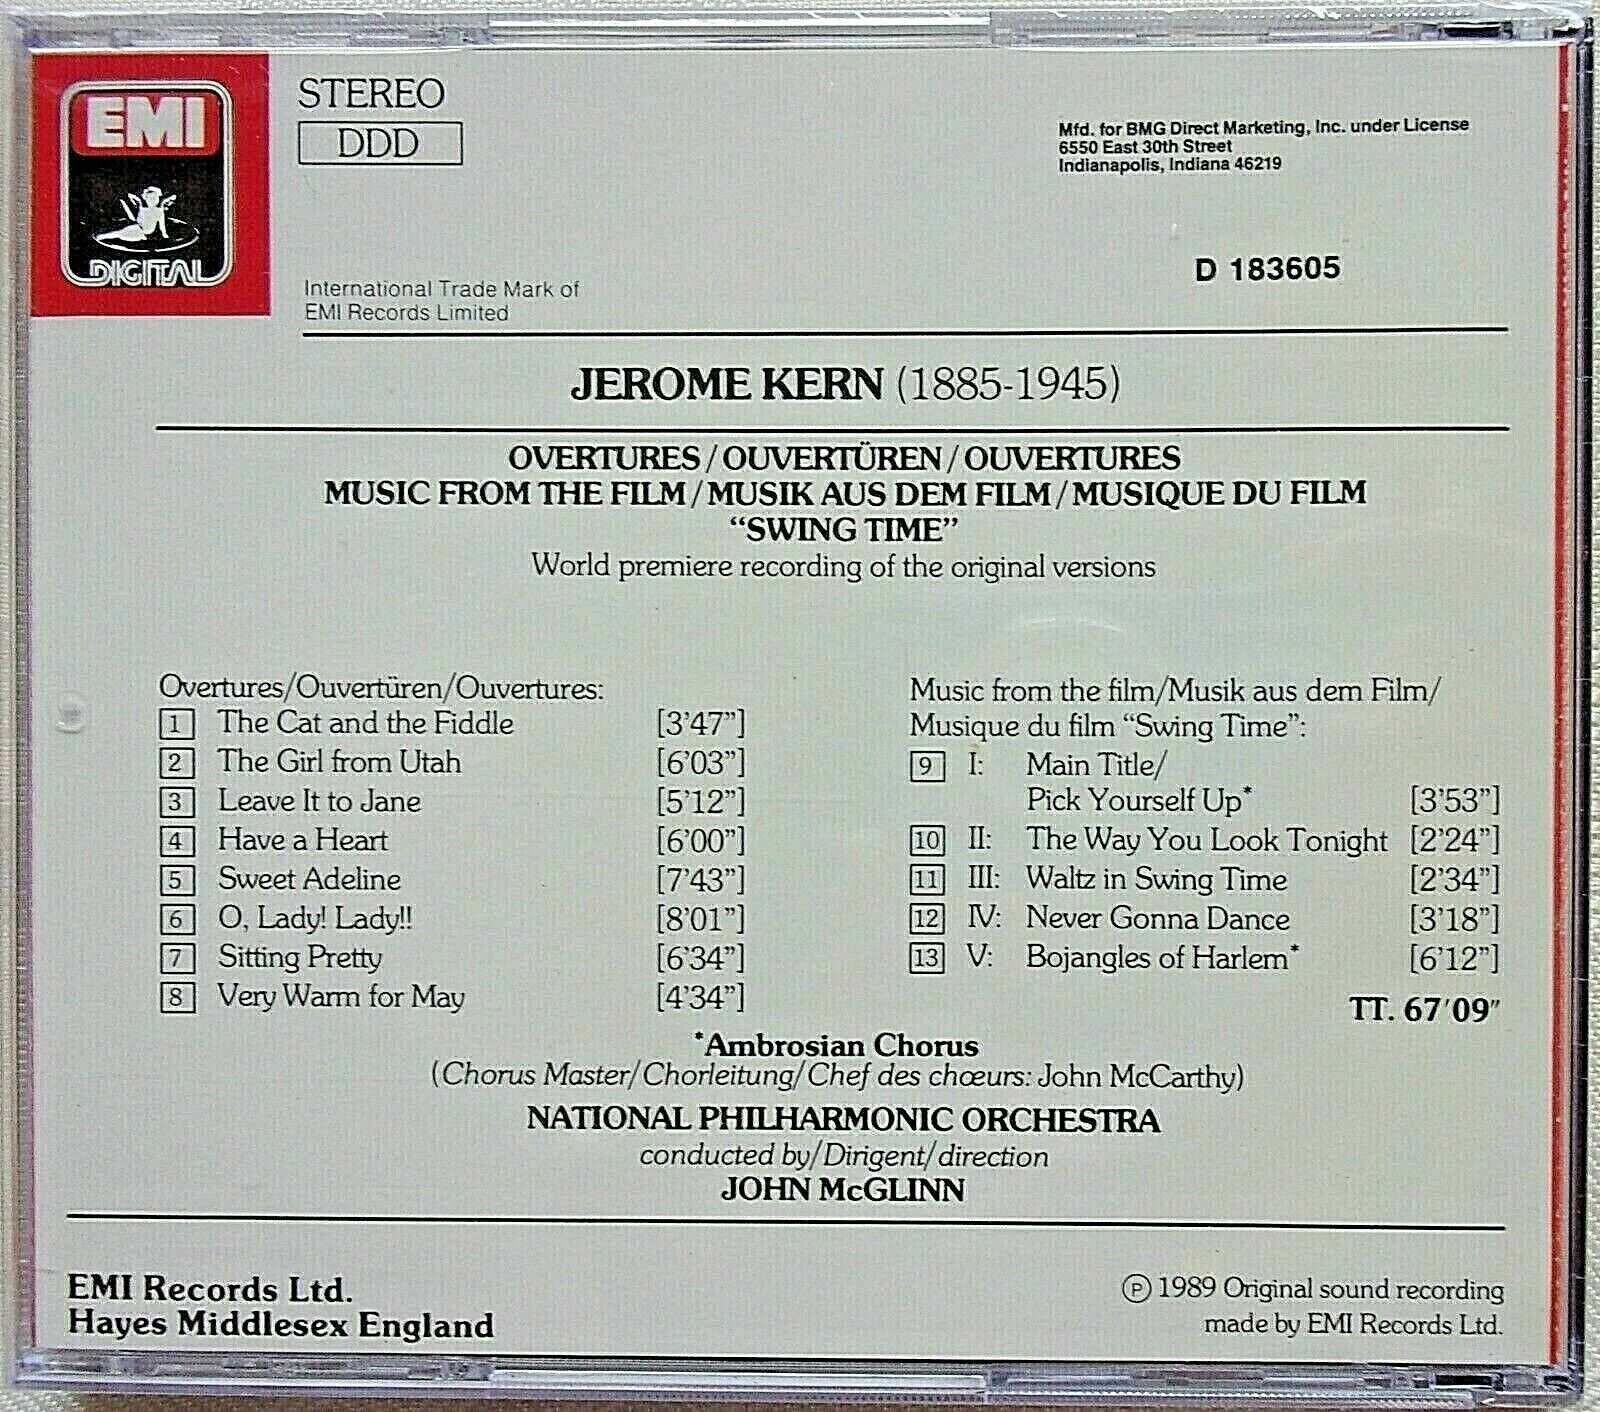 EMI
DIGITAL
STEREO
DDD
Mfd. for BMG Direct Marketing, Inc. under License
6550 East 30th Street
Indianapolis, Indiana 46219
D 183605
International Trade Mark of
EMI Records Limited
JEROME KERN (1885-1945)
OVERTURES/OUVERTÜREN/OUVERTURES
MUSIC FROM THE FILM/MUSIK AUS DEM FILM/MUSIQUE DU FILM
“SWING TIME”
World premiere recording of the original versions
Overtures/Ouvertüren/Ouvertures:
1 The Cat and the Fiddle [3’47”]
2 The Girl from Utah [6’03”]
3 Leave It to Jane [5’12”]
4 Have a Heart [6’00”]
5 Sweet Adeline [7’43”]
6 O, Lady! Lady!! [8’01”]
7 Sitting Pretty [6’34”]
8 Very Warm for May [4’34”]
Music from the film/Musik aus dem Film/
Musique du film “Swing Time”:
9 I: Main Title/
Pick Yourself Up* [3’53”]
10 II: The Way You Look Tonight [2’24”]
11 III: Waltz in Swing Time [2’34”]
12 IV: Never Gonna Dance [3’18”]
13 V: Bojangles of Harlem* [6’12”]
TT. 67'09"
*Ambrosian Chorus
(Chorus Master/Chorleitung/Chef des chœurs: John McCarthy)
NATIONAL PHILHARMONIC ORCHESTRA
conducted by/Dirigent/direction
JOHN McGLINN
EMI Records Ltd.
Hayes Middlesex England
℗ 1989 Original sound recording
made by EMI Records Ltd.